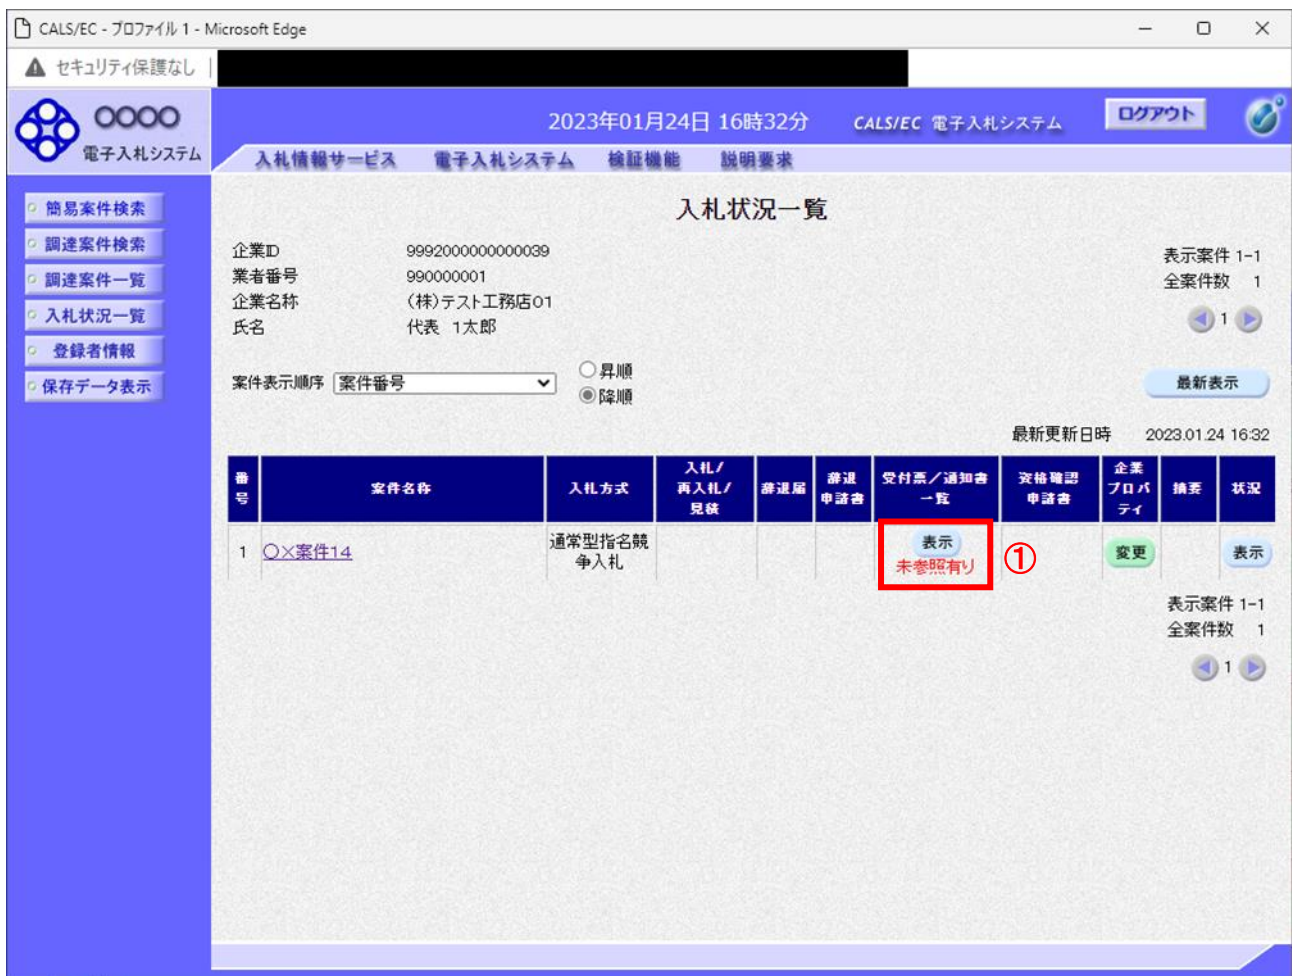 CALS/EC - プロファイル 1 - Microsoft Edge
セキュリティ保護なし
OOOO
電子入札システム
2023年01月24日 16時32分
CALS/EC 電子入札システム
ログアウト
入札情報サービス 電子入札システム 検証機能 説明要求
簡易案件検索
調達案件検索
調達案件一覧
入札状況一覧
登録者情報
保存データ表示
入札状況一覧
企業ID 9992000000000039
業者番号 990000001
企業名称 (株)テスト工務店01
氏名 代表 1太郎
表示案件 1-1
全案件数 1
1
案件表示順序 案件番号
昇順
降順
最新表示
最新更新日時 2023.01.24 16:32
番号 案件名称 入札方式 入札/再入札/見積 辞退届 辞退申請書 受付票/通知書一覧 資格確認申請書 企業プロパティ 摘要 状況
1 〇×案件14 通常型指名競争入札 表示 未参照有り ① 変更 表示
表示案件 1-1
全案件数 1
1